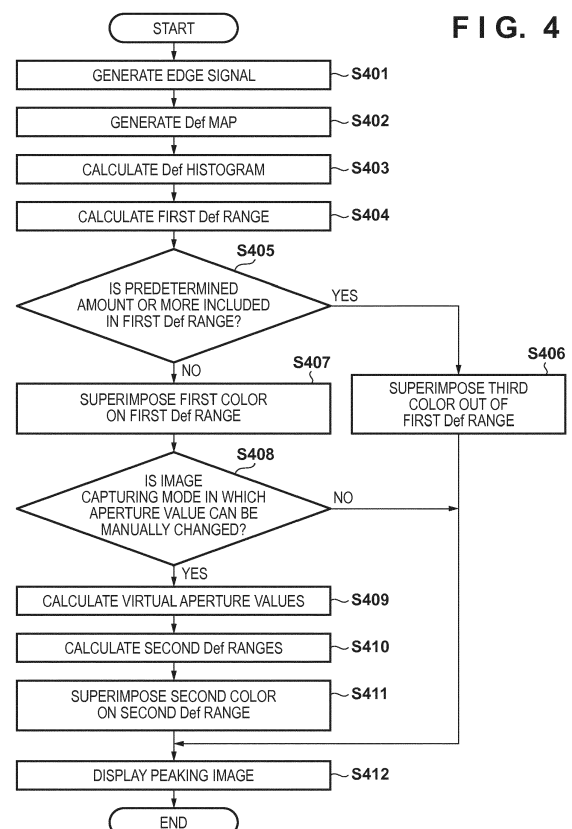 FIG. 4
START
GENERATE EDGE SIGNAL
S401
GENERATE Def MAP
S402
CALCULATE Def HISTOGRAM
S403
CALCULATE FIRST Def RANGE
S404
S405
IS PREDETERMINED
AMOUNT OR MORE INCLUDED
IN FIRST Def RANGE?
YES
NO
S406
SUPERIMPOSE THIRD
COLOR OUT OF
FIRST Def RANGE
S407
SUPERIMPOSE FIRST COLOR
ON FIRST Def RANGE
S408
IS IMAGE
CAPTURING MODE IN WHICH
APERTURE VALUE CAN BE
MANUALLY CHANGED?
NO
YES
CALCULATE VIRTUAL APERTURE VALUES
S409
CALCULATE SECOND Def RANGES
S410
SUPERIMPOSE SECOND COLOR
ON SECOND Def RANGE
S411
DISPLAY PEAKING IMAGE
S412
END